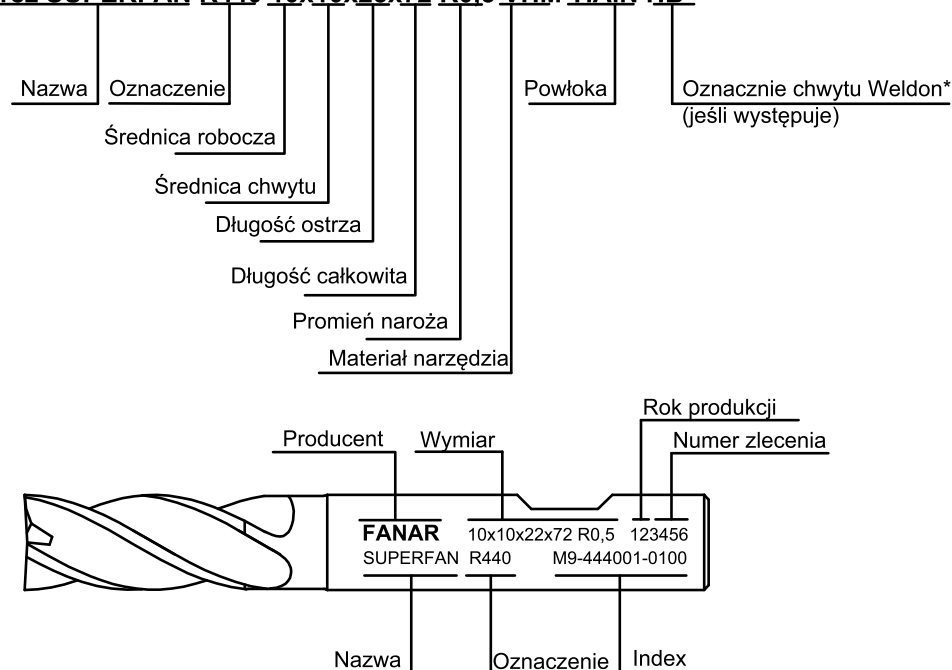 Nazwa Oznaczenie Powłoka Oznacznie chwytu Weldon*
(jeśli występuje)
Średnica robocza
Średnica chwytu
Długość ostrza
Długość całkowita
Promień naroża
Materiał narzędzia
Rok produkcji
Producent Wymiar Numer zlecenia
FANAR 10x10x22x72 R0,5 123456
SUPERFAN R440 M9-444001-0100
Nazwa Oznaczenie Index